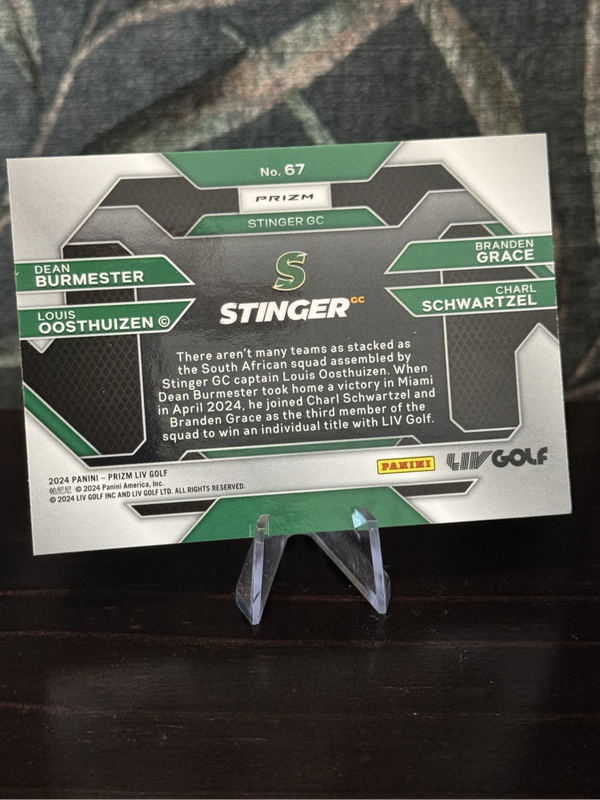 No. 67
PRIZM
STINGER GC
DEAN
BURMESTER
LOUIS
OOSTHUIZEN ©
BRANDEN
GRACE
CHARL
SCHWARTZEL
S
STINGER GC
There aren't many teams as stacked as
the South African squad assembled by
Stinger GC captain Louis Oosthuizen. When
Dean Burmester took home a victory in Miami
in April 2024, he joined Charl Schwartzel and
Branden Grace as the third member of the
squad to win an individual title with LIV Golf.
2024 PANINI – PRIZM LIV GOLF
帕尼尼 © 2024 Panini America, Inc.
© 2024 LIV GOLF INC AND LIV GOLF LTD. ALL RIGHTS RESERVED.
PANINI
LIV GOLF